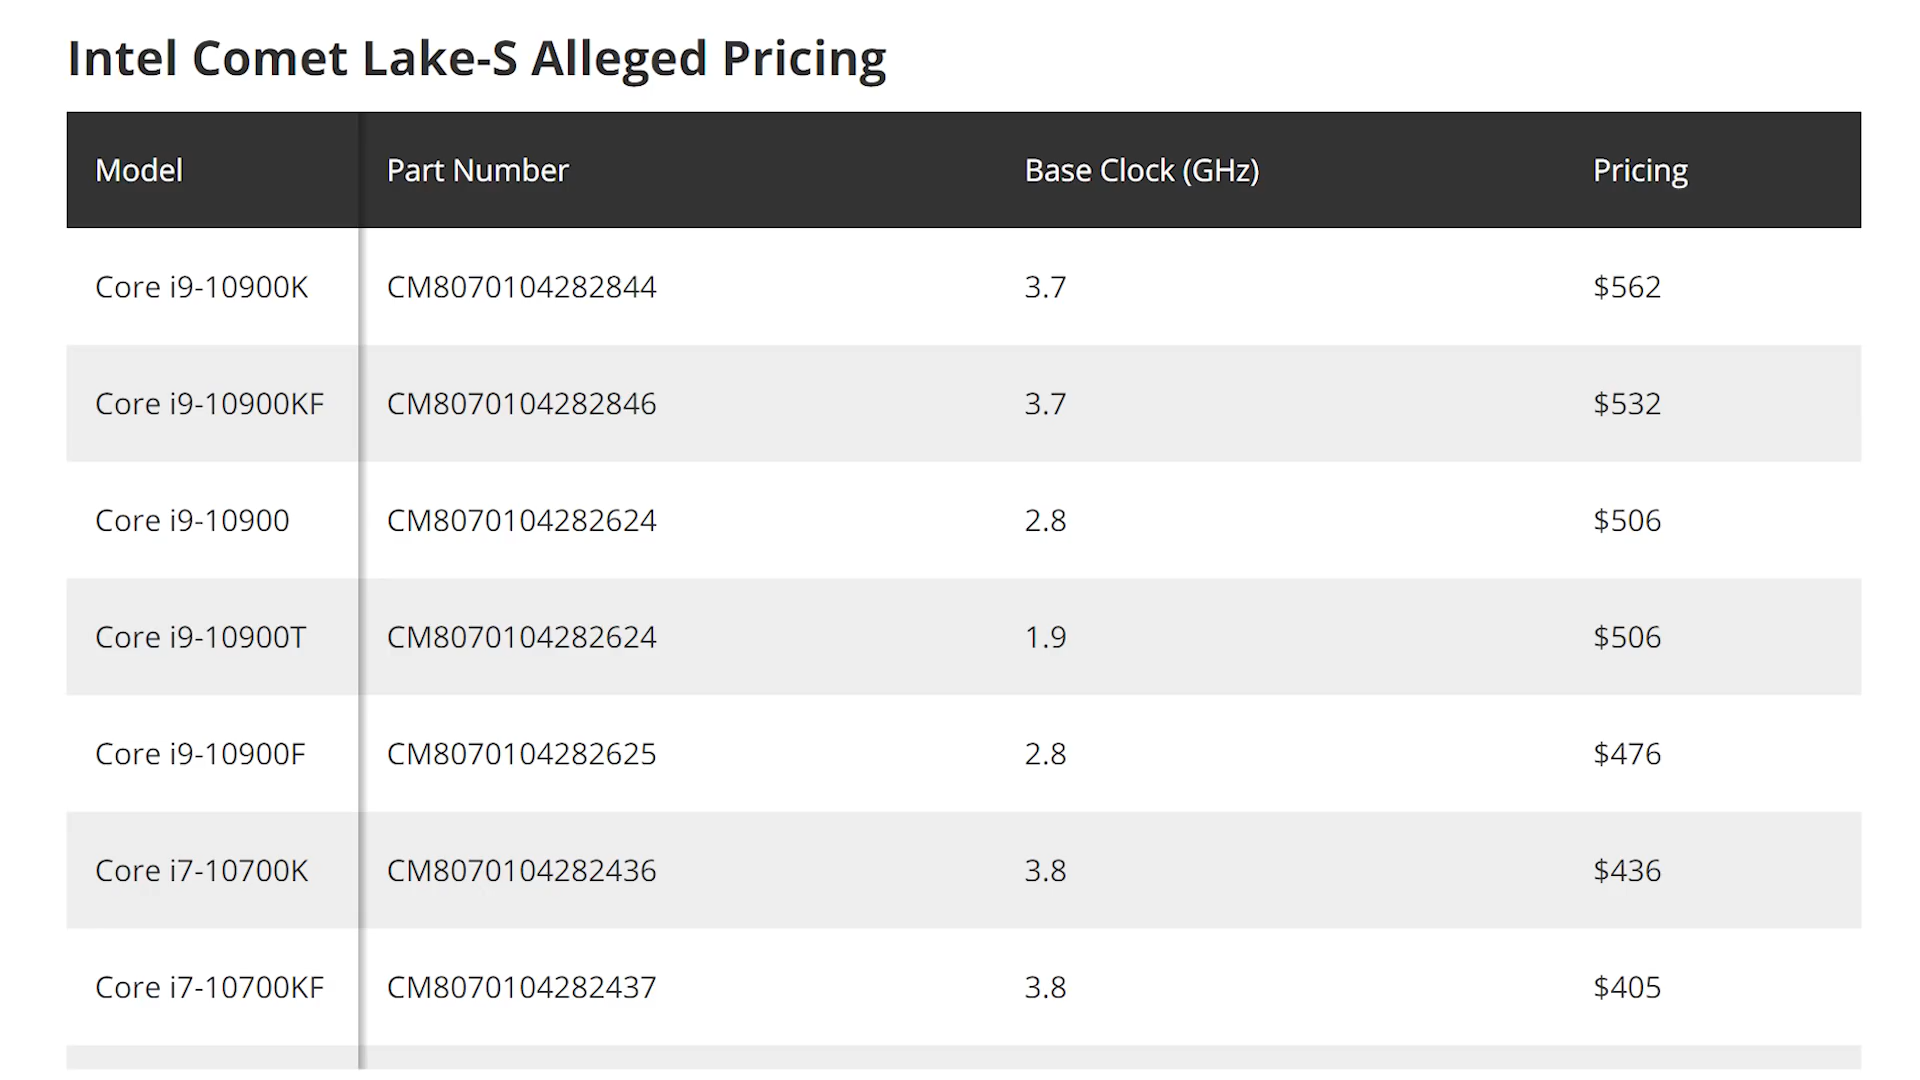 Intel Comet Lake-S Alleged Pricing
Model Part Number Base Clock (GHz) Pricing
Core i9-10900K CM8070104282844 3.7 $562
Core i9-10900KF CM8070104282846 3.7 $532
Core i9-10900 CM8070104282624 2.8 $506
Core i9-10900T CM8070104282624 1.9 $506
Core i9-10900F CM8070104282625 2.8 $476
Core i7-10700K CM8070104282436 3.8 $436
Core i7-10700KF CM8070104282437 3.8 $405